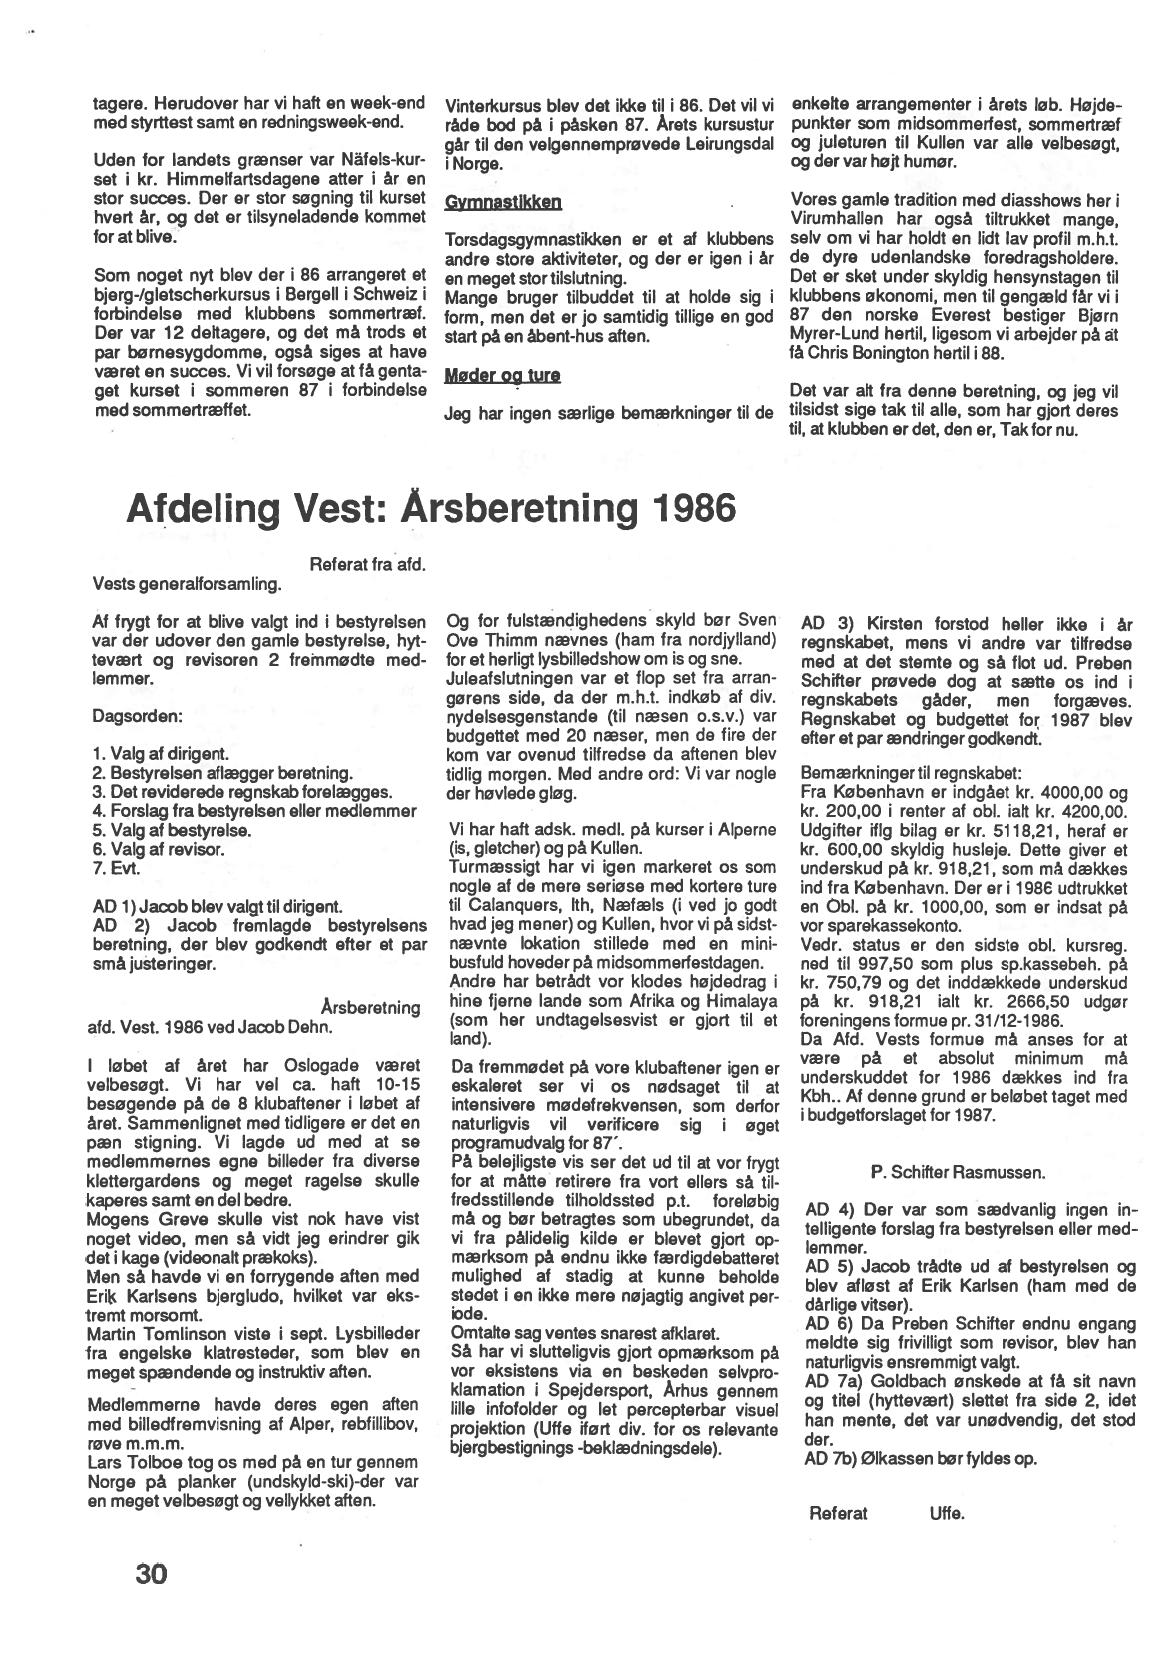 tagere. Herudover har vi haft en week-end
med styrttest samt en redningsweek-end.
Uden for landets grænser var Näfels-kur-
set i kr. Himmelfartsdagene atter i år en
stor succes. Der er stor søgning til kurset
hvert år, og det er tilsyneladende kommet
for at blive.
Som noget nyt blev der i 86 arrangeret et
bjerg-/gletscherkursus i Bergell i Schweiz i
forbindelse med klubbens sommertræf.
Der var 12 deltagere, og det må trods et
par børnesygdomme, også siges at have
været en succes. Vi vil forsøge at få genta-
get kurset i sommeren 87 i forbindelse
med sommertræffet.
Vinterkursus blev det ikke til i 86. Det vil vi
råde bod på i påsken 87. Årets kursustur
går til den velgennemprøvede Leirungsdal
i Norge.
Gymnastikken
Torsdagsgymnastikken er et af klubbens
andre store aktiviteter, og der er igen i år
en meget stor tilslutning.
Mange bruger tilbuddet til at holde sig i
form, men det er jo samtidig tillige en god
start på en åbent-hus aften.
Møder og ture
Jeg har ingen særlige bemærkninger til de
enkelte arrangementer i årets løb. Højde-
punkter som midsommerfest, sommertræf
og juleturen til Kullen var alle velbesøgt,
og der var højt humør.
Vores gamle tradition med diasshows her i
Virumhallen har også tiltrukket mange,
selv om vi har holdt en lidt lav profil m.h.t.
de dyre udenlandske foredragsholdere.
Det er sket under skyldig hensynstagen til
klubbens økonomi, men til gengæld får vi i
87 den norske Everest bestiger Bjørn
Myrer-Lund hertil, ligesom vi arbejder på at
få Chris Bonington hertil i 88.
Det var alt fra denne beretning, og jeg vil
tilsidst sige tak til alle, som har gjort deres
til, at klubben er det, den er, Tak for nu.
Afdeling Vest: Årsberetning 1986
Referat fra afd.
Vests generalforsamling.
Af frygt for at blive valgt ind i bestyrelsen
var der udover den gamle bestyrelse, hyt-
tevært og revisoren 2 fremmødte med-
lemmer.
Dagsorden:
1. Valg af dirigent.
2. Bestyrelsen aflægger beretning.
3. Det reviderede regnskab forelægges.
4. Forslag fra bestyrelsen eller medlemmer
5. Valg af bestyrelse.
6. Valg af revisor.
7. Evt.
AD 1) Jacob blev valgt til dirigent.
AD 2) Jacob fremlagde bestyrelsens
beretning, der blev godkendt efter et par
små justeringer.
Årsberetning
afd. Vest. 1986 ved Jacob Dehn.
I løbet af året har Oslogade været
velbesøgt. Vi har vel ca. haft 10-15
besøgende på de 8 klubaftener i løbet af
året. Sammenlignet med tidligere er det en
pæn stigning. Vi lagde ud med at se
medlemmernes egne billeder fra diverse
klettergardens og meget ragelse skulle
kaperes samt en del bedre.
Mogens Greve skulle vist nok have vist
noget video, men så vidt jeg erindrer gik
det i kage (videonalt prækoks).
Men så havde vi en forrygende aften med
Erik Karlsens bjergludo, hvilket var eks-
tremt morsomt.
Martin Tomlinson viste i sept. Lysbilleder
fra engelske klatresteder, som blev en
meget spændende og instruktiv aften.
Medlemmerne havde deres egen aften
med billedfremvisning af Alper, rebfillibov,
røve m.m.m.
Lars Tolboe tog os med på en tur gennem
Norge på planker (undskyld-ski)-der var
en meget velbesøgt og vellykket aften.
Og for fulstændighedens skyld bør Sven
Ove Thimm nævnes (ham fra nordjylland)
for et herligt lysbilledshow om is og sne.
Juleafslutningen var et flop set fra arran-
gørens side, da der m.h.t. indkøb af div.
nydelsesgenstande (til næsen o.s.v.) var
budgettet med 20 næser, men de fire der
kom var ovenud tilfredse da aftenen blev
tidlig morgen. Med andre ord: Vi var nogle
der høvlede gløg.
Vi har haft adsk. medl. på kurser i Alperne
(is, gletcher) og på Kullen.
Turmæssigt har vi igen markeret os som
nogle af de mere seriøse med kortere ture
til Calanquers, Ith, Næfæls (i ved jo godt
hvad jeg mener) og Kullen, hvor vi på sidst-
nævnte lokation stillede med en mini-
busfuld hoveder på midsommerfestdagen.
Andre har betrådt vor klodes højdedrag i
hine fjerne lande som Afrika og Himalaya
(som her undtagelsesvist er gjort til et
land).
Da fremmødet på vore klubaftener igen er
eskaleret ser vi os nødsaget til at
intensivere mødefrekvensen, som derfor
naturligvis vil verificere sig i øget
programudvalg for 87´.
På belejligste vis ser det ud til at vor frygt
for at måtte retirere fra vort ellers så til-
fredsstillende tilholdssted p.t. foreløbig
må og bør betragtes som ubegrundet, da
vi fra pålidelig kilde er blevet gjort op-
mærksom på endnu ikke færdigdebatteret
mulighed af stadig at kunne beholde
stedet i en ikke mere nøjagtig angivet per-
iode.
Omtalte sag ventes snarest afklaret.
Så har vi slutteligvis gjort opmærksom på
vor eksistens via en beskeden selvpro-
klamation i Spejdersport, Århus gennem
lille infofolder og let percepterbar visuel
projektion (Uffe iført div. for os relevante
bjergbestignings -beklædningsdele).
AD 3) Kirsten forstod heller ikke i år
regnskabet, mens vi andre var tilfredse
med at det stemte og så flot ud. Preben
Schifter prøvede dog at sætte os ind i
regnskabets gåder, men forgæves.
Regnskabet og budgettet for 1987 blev
efter et par ændringer godkendt.
Bemærkninger til regnskabet:
Fra København er indgået kr. 4000,00 og
kr. 200,00 i renter af obl. ialt kr. 4200,00.
Udgifter iflg bilag er kr. 5118,21, heraf er
kr. 600,00 skyldig husleje. Dette giver et
underskud på kr. 918,21, som må dækkes
ind fra København. Der er i 1986 udtrukket
en Obl. på kr. 1000,00, som er indsat på
vor sparekassekonto.
Vedr. status er den sidste obl. kursreg.
ned til 997,50 som plus sp.kassebeh. på
kr. 750,79 og det inddækkede underskud
på kr. 918,21 ialt kr. 2666,50 udgør
foreningens formue pr. 31/12-1986.
Da Afd. Vests formue må anses for at
være på et absolut minimum må
underskuddet for 1986 dækkes ind fra
Kbh.. Af denne grund er beløbet taget med
i budgetforslaget for 1987.
P. Schifter Rasmussen.
AD 4) Der var som sædvanlig ingen in-
telligente forslag fra bestyrelsen eller med-
lemmer.
AD 5) Jacob trådte ud af bestyrelsen og
blev afløst af Erik Karlsen (ham med de
dårlige vitser).
AD 6) Da Preben Schifter endnu engang
meldte sig frivilligt som revisor, blev han
naturligvis ensremmigt valgt.
AD 7a) Goldbach ønskede at få sit navn
og titel (hyttevært) slettet fra side 2, idet
han mente, det var unødvendig, det stod
der.
AD 7b) Ølkassen bør fyldes op.
Referat Uffe.
30